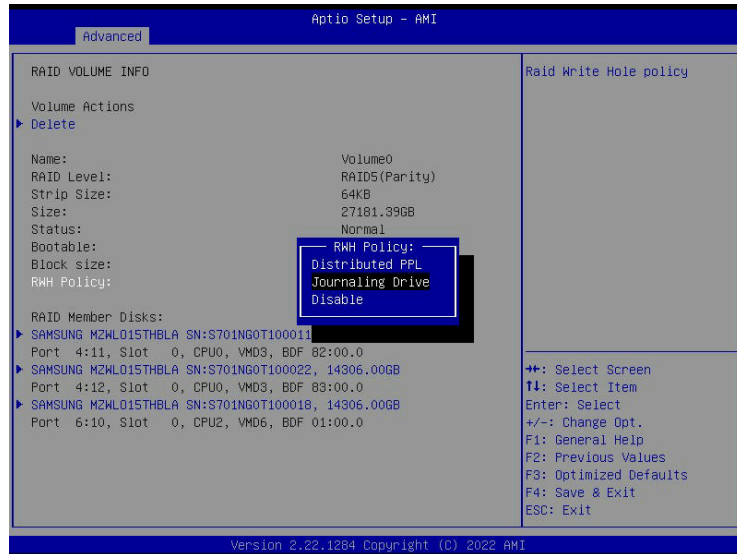 Aptio Setup – AMI
Advanced
RAID VOLUME INFO
Raid Write Hole policy
Volume Actions
Delete
Name: Volume0
RAID Level: RAID5(Parity)
Strip Size: 64KB
Size: 27181.39GB
Status: Normal
Bootable:
Block size:
RWH Policy:
RWH Policy:
Distributed PPL
Journaling Drive
Disable
RAID Member Disks:
SAMSUNG MZWLO15THBLA SN:S701NG0T100011
Port 4:11, Slot 0, CPU0, VMD3, BDF 82:00.0
SAMSUNG MZWLO15THBLA SN:S701NG0T100022, 14306.00GB
Port 4:12, Slot 0, CPU0, VMD3, BDF 83:00.0
SAMSUNG MZWLO15THBLA SN:S701NG0T100018, 14306.00GB
Port 6:10, Slot 0, CPU2, VMD6, BDF 01:00.0
→←: Select Screen
↑↓: Select Item
Enter: Select
+/-: Change Opt.
F1: General Help
F2: Previous Values
F3: Optimized Defaults
F4: Save & Exit
ESC: Exit
Version 2.22.1284 Copyright (C) 2022 AMI